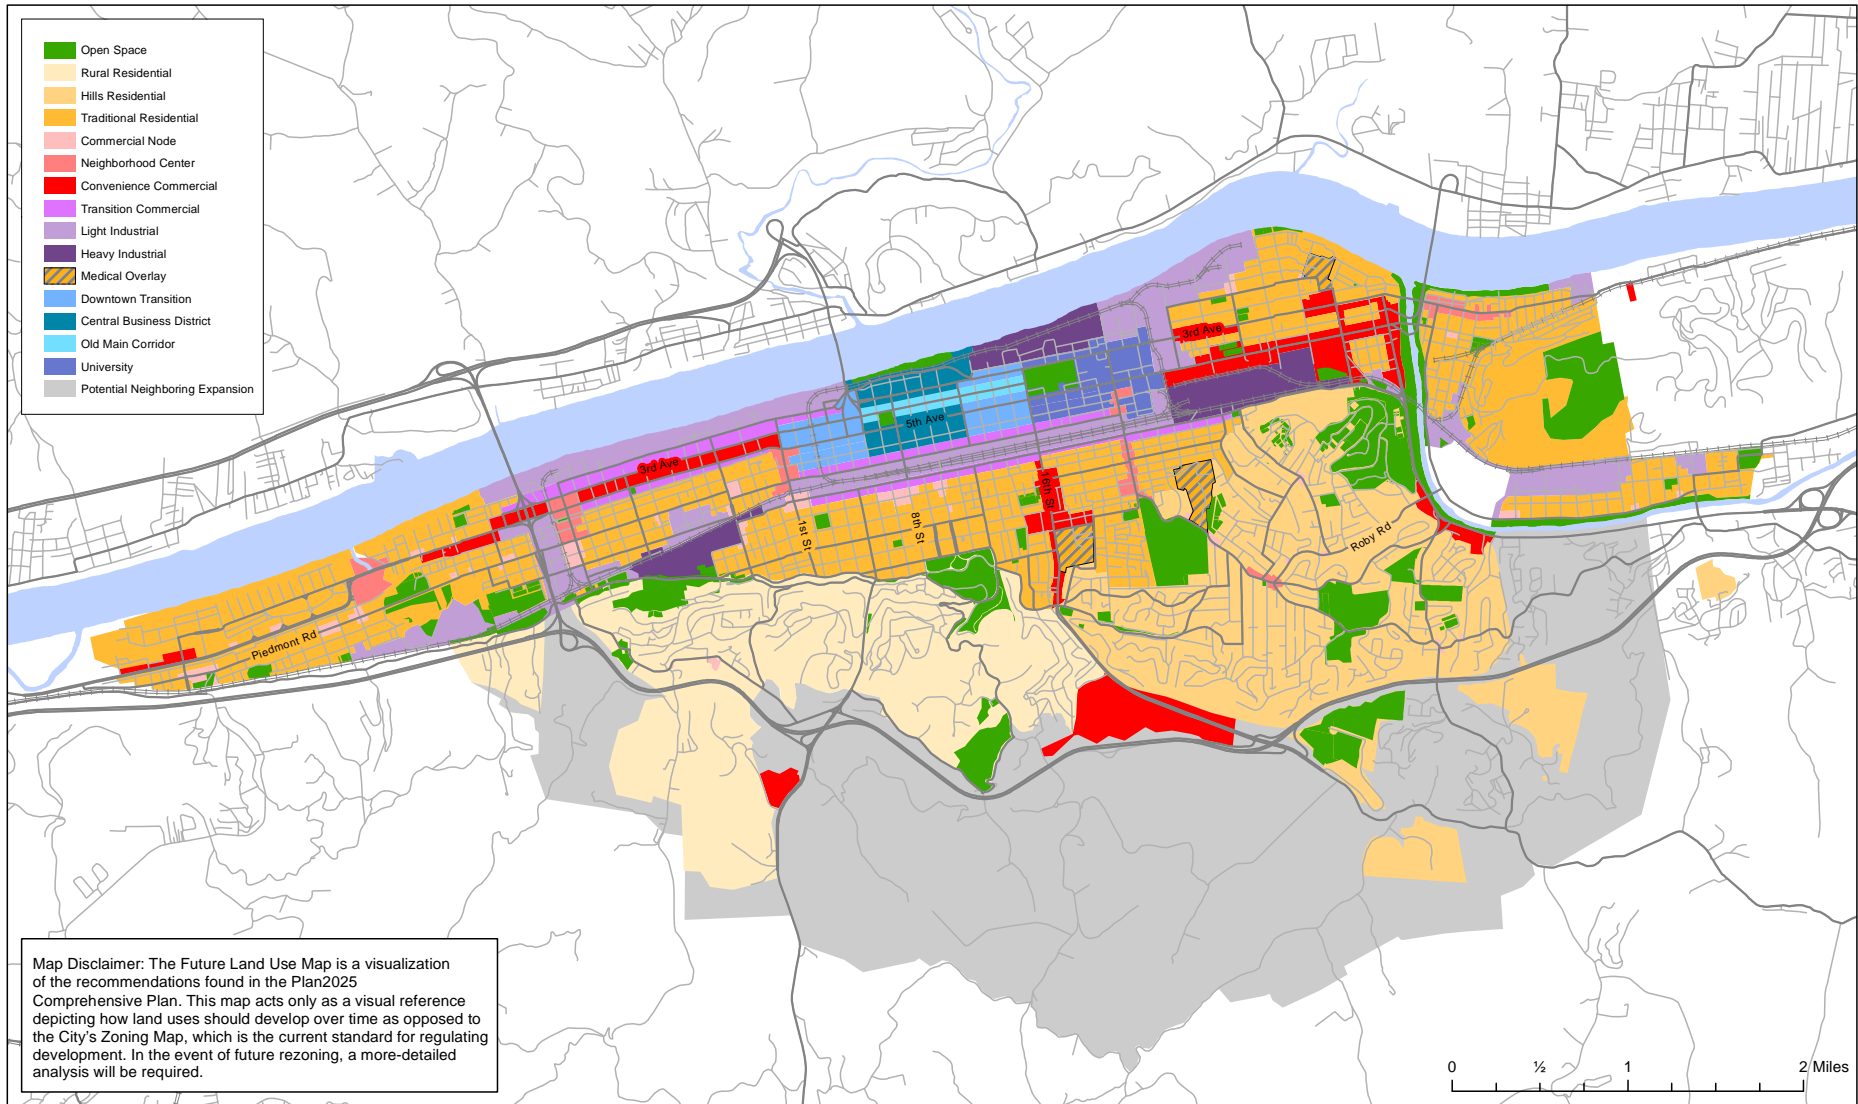 Open Space
Rural Residential
Hills Residential
Traditional Residential
Commercial Node
Neighborhood Center
Convenience Commercial
Transition Commercial
Light Industrial
Heavy Industrial
Medical Overlay
Downtown Transition
Central Business District
Old Main Corridor
University
Potential Neighboring Expansion
3rd Ave
5th Ave
3rd Ave
16th St
1st St
8th St
Roby Rd
Piedmont Rd
Map Disclaimer: The Future Land Use Map is a visualization
of the recommendations found in the Plan2025
Comprehensive Plan. This map acts only as a visual reference
depicting how land uses should develop over time as opposed to
the City's Zoning Map, which is the current standard for regulating
development. In the event of future rezoning, a more-detailed
analysis will be required.
0 ½ 1 2 Miles